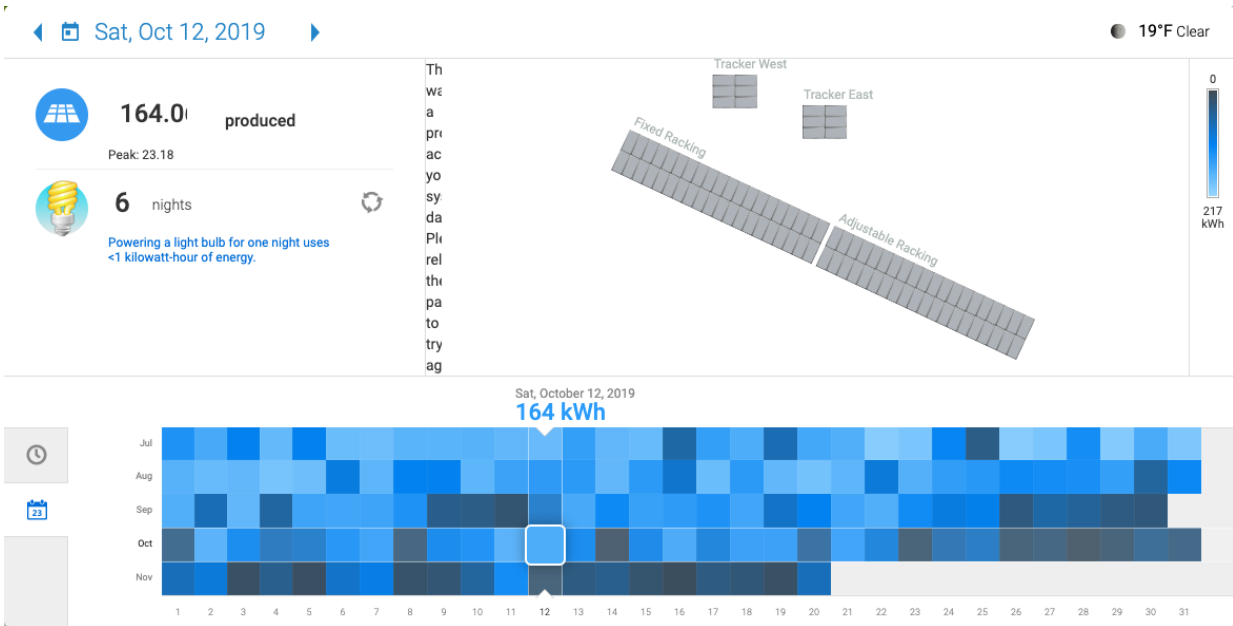 Sat, Oct 12, 2019
19°F Clear
164.0
produced
Peak: 23.18
6 nights
Powering a light bulb for one night uses
<1 kilowatt-hour of energy.
Th
wa
a
pro
ac
yo
sy
da
Ple
rel
the
pa
to
try
ag
Tracker West
Tracker East
Fixed Racking
Adjustable Racking
0
217
kWh
Sat, October 12, 2019
164 kWh
23
Jul
Aug
Sep
Oct
Nov
1 2 3 4 5 6 7 8 9 10 11 12 13 14 15 16 17 18 19 20 21 22 23 24 25 26 27 28 29 30 31